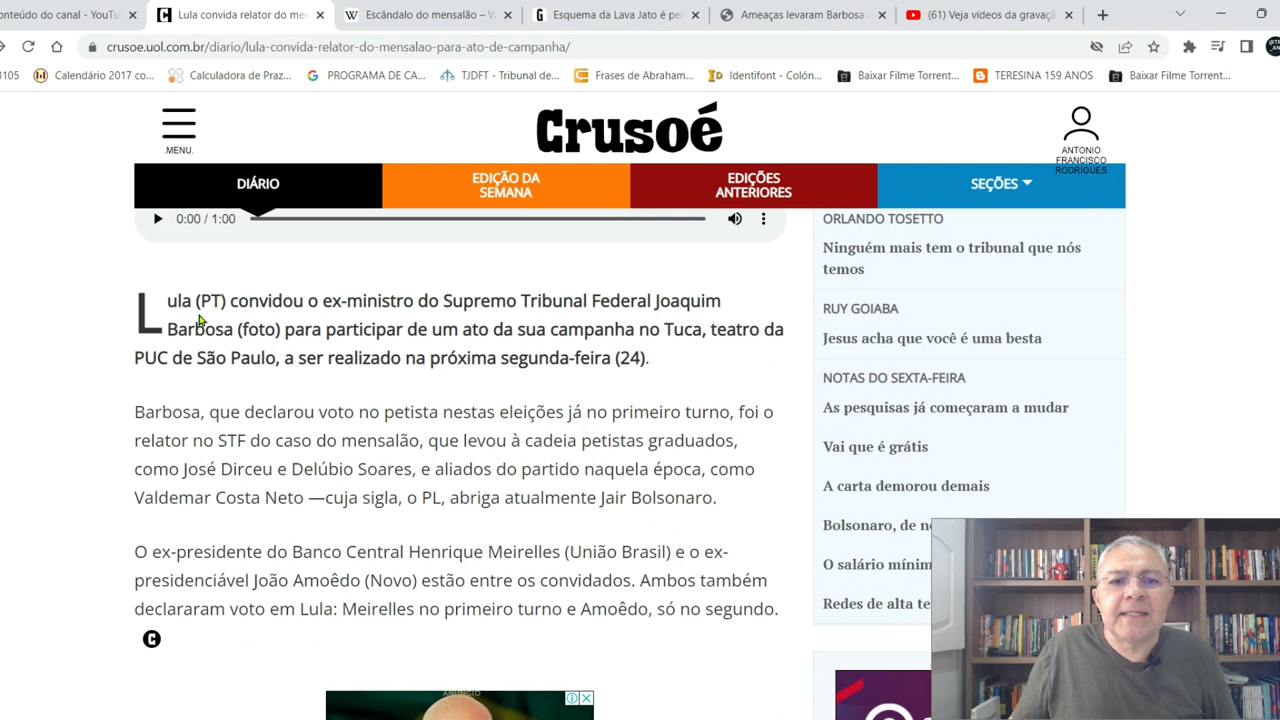 onteúdo do canal - YouTu
Lula convida relator do me
Escândalo do mensalão – W
Esquema da Lava Jato é pe
Ameaças levaram Barbosa
(61) Veja vídeos da gravaçã
crusoe.uol.com.br/diario/lula-convida-relator-do-mensalao-para-ato-de-campanha/
3105
Calendário 2017 co...
Calculadora de Praz...
PROGRAMA DE CA...
TJDFT - Tribunal de...
Frases de Abraham...
Identifont - Colón...
Baixar Filme Torrent...
TERESINA 159 ANOS
Baixar Filme Torrent...
MENU.
Crusoé
ANTONIO
FRANCISCO
RODRIGUES
DIÁRIO
EDIÇÃO DA
SEMANA
EDIÇÕES
ANTERIORES
SEÇÕES
0:00 / 1:00
Lula (PT) convidou o ex-ministro do Supremo Tribunal Federal Joaquim
Barbosa (foto) para participar de um ato da sua campanha no Tuca, teatro da
PUC de São Paulo, a ser realizado na próxima segunda-feira (24).
Barbosa, que declarou voto no petista nestas eleições já no primeiro turno, foi o
relator no STF do caso do mensalão, que levou à cadeia petistas graduados,
como José Dirceu e Delúbio Soares, e aliados do partido naquela época, como
Valdemar Costa Neto —cuja sigla, o PL, abriga atualmente Jair Bolsonaro.
O ex-presidente do Banco Central Henrique Meirelles (União Brasil) e o ex-
presidenciável João Amoêdo (Novo) estão entre os convidados. Ambos também
declararam voto em Lula: Meirelles no primeiro turno e Amoêdo, só no segundo.
C
ANÚNCIO
ORLANDO TOSETTO
Ninguém mais tem o tribunal que nós
temos
RUY GOIABA
Jesus acha que você é uma besta
NOTAS DO SEXTA-FEIRA
As pesquisas já começaram a mudar
Vai que é grátis
A carta demorou demais
Bolsonaro, de n
O salário mínim
Redes de alta te